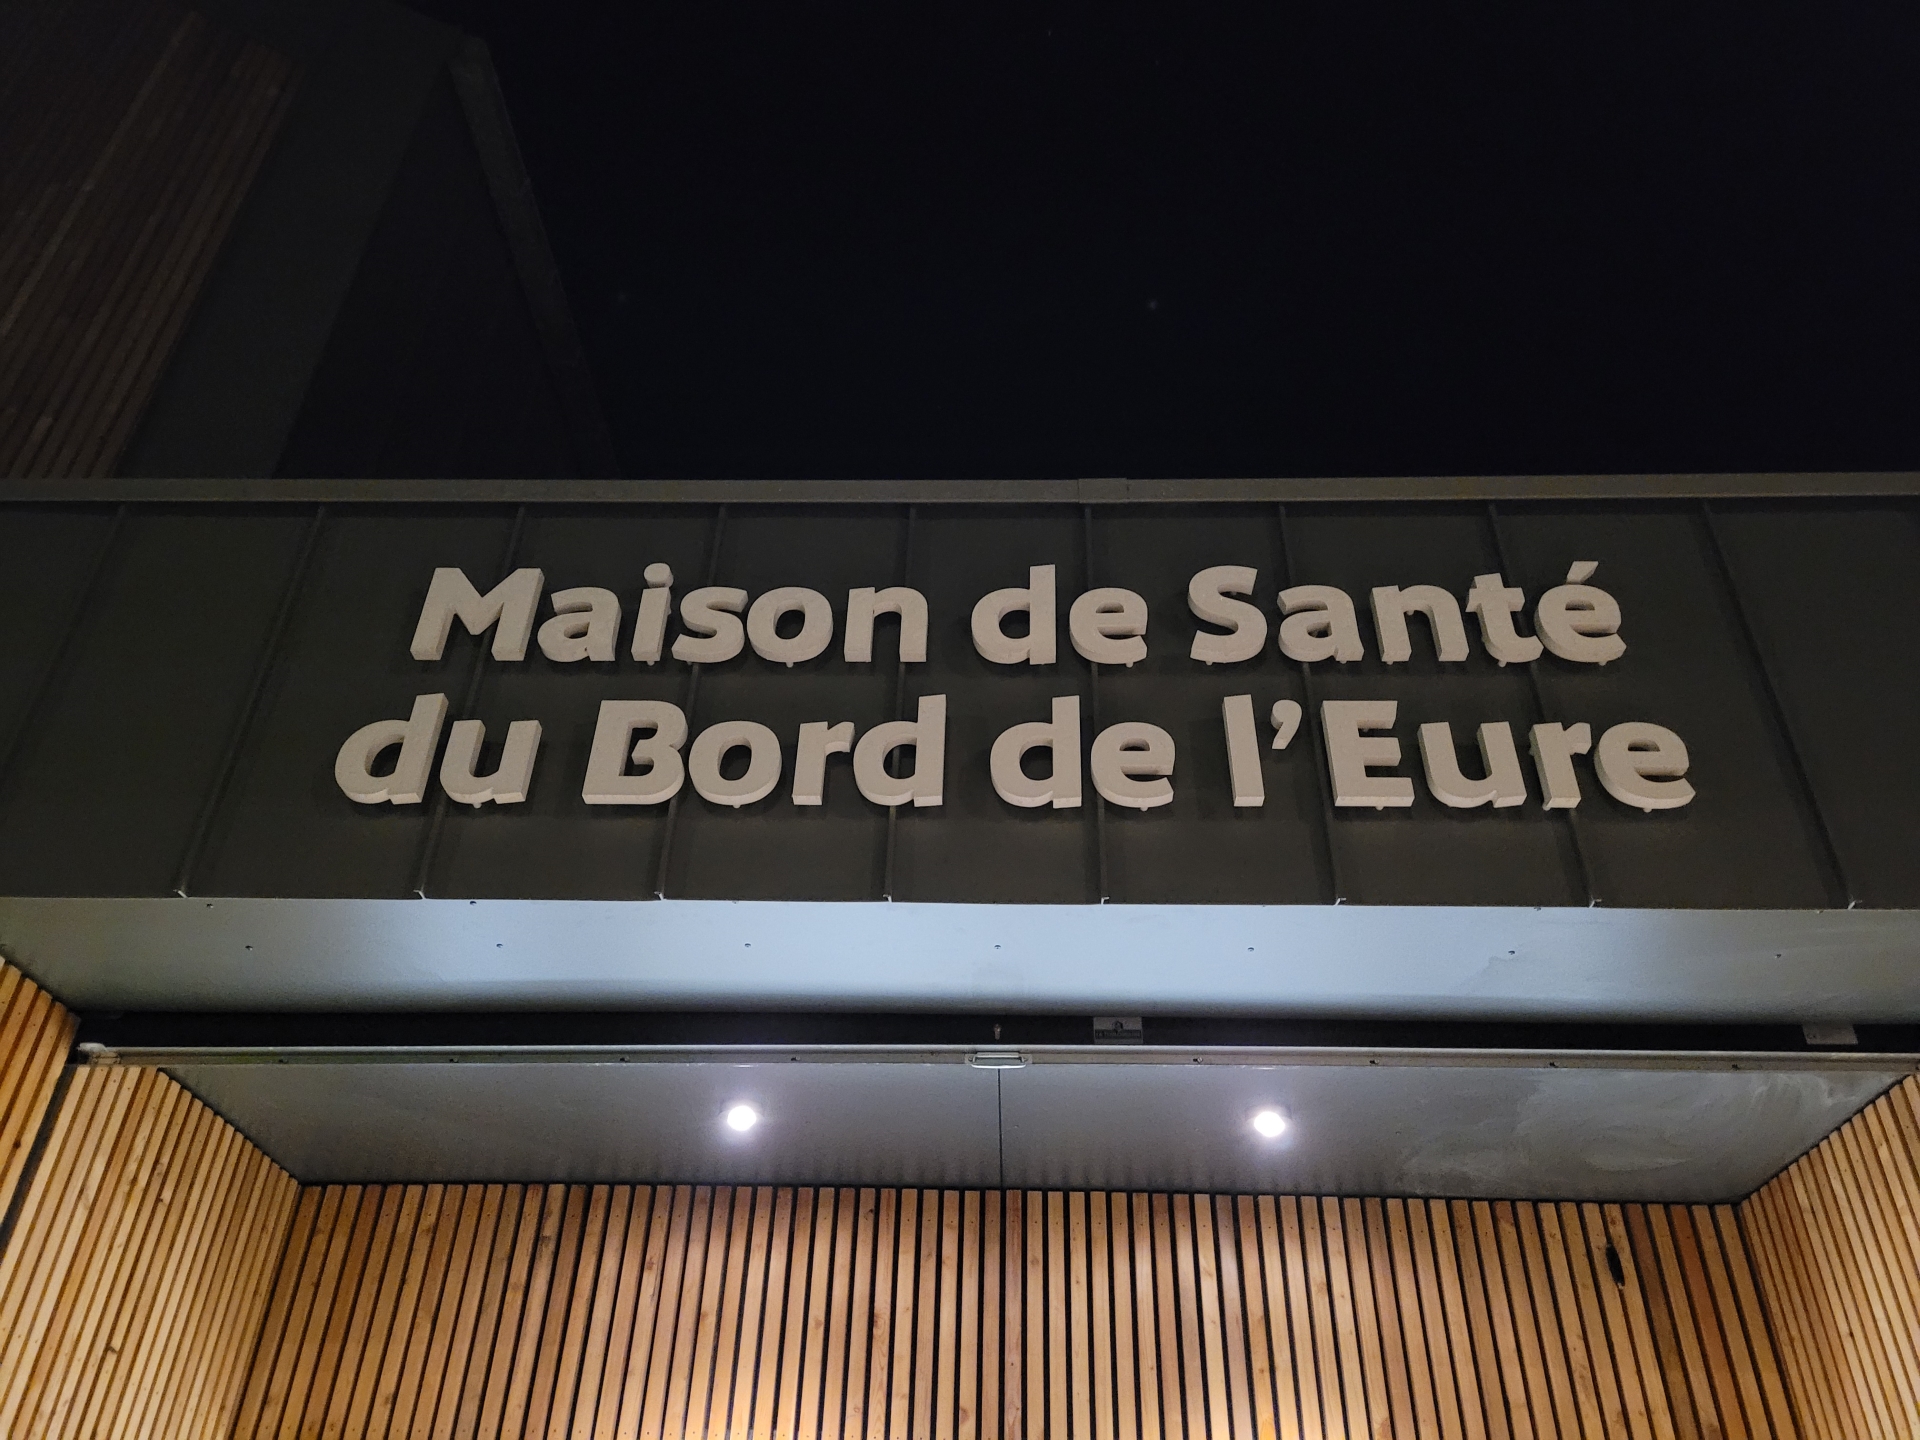 Maison de Santé
du Bord de l’Eure